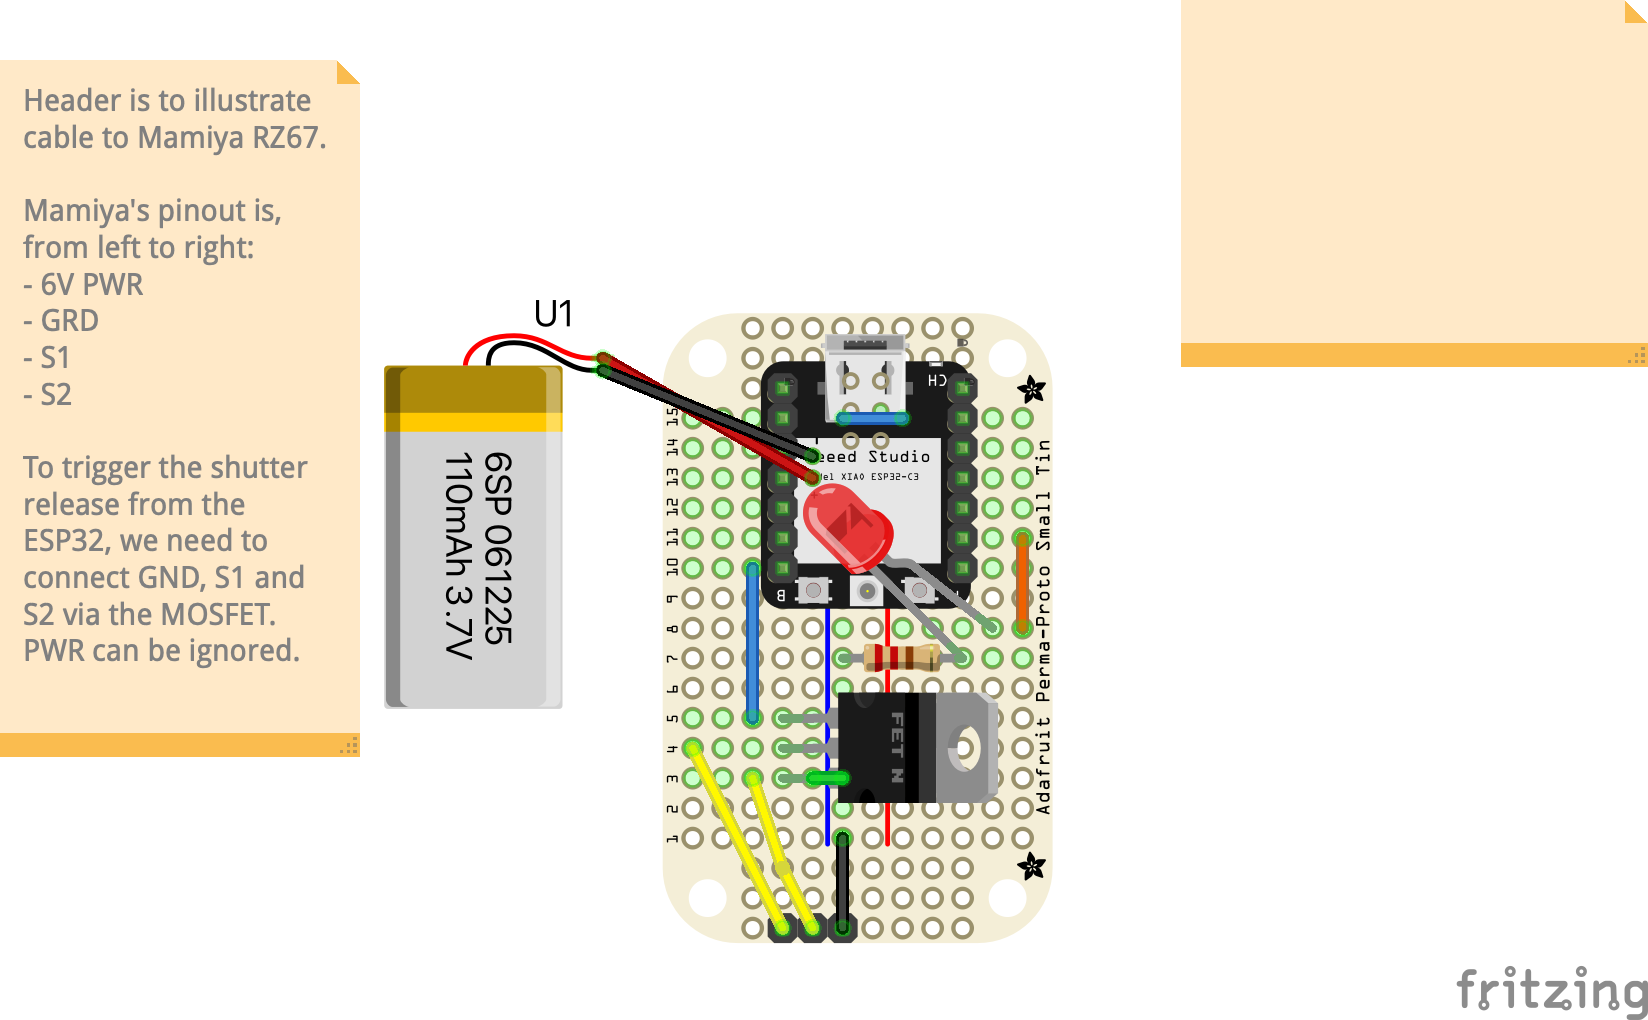 Header is to illustrate
cable to Mamiya RZ67.
Mamiya's pinout is,
from left to right:
- 6V PWR
- GRD
- S1
- S2
To trigger the shutter
release from the
ESP32, we need to
connect GND, S1 and
S2 via the MOSFET.
PWR can be ignored.
U1
6SP 061225
110mAh 3.7V
CH
eeed Studio
XIAO ESP32-C3
B
15
14
13
12
11
10
9
8
7
6
5
4
3
2
1
FET N
Adafruit Perma-Proto Small Tin
fritzing